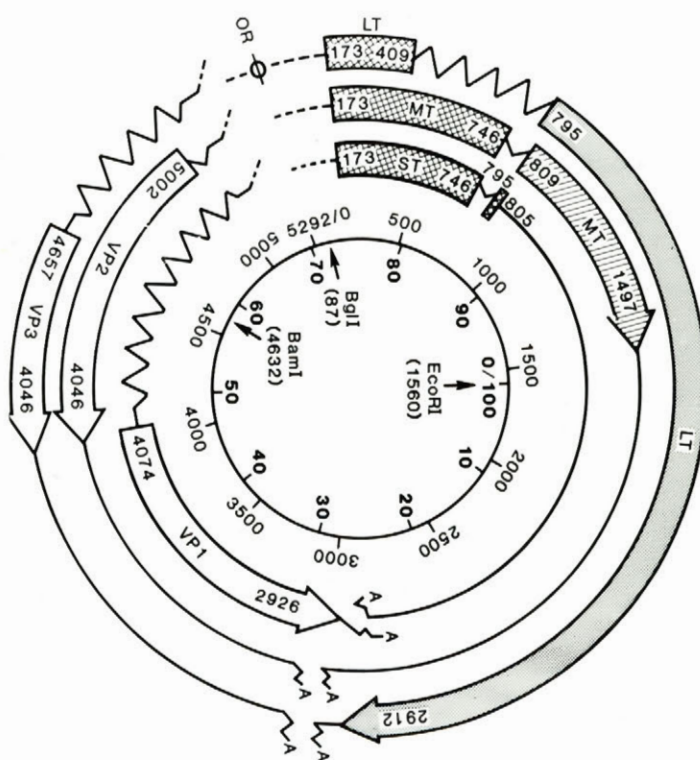 OR
LT
173 409
795
LT
2912
173 MT 746
809 MT 1497
173 ST 746
795
805
5002
VP2
4046
4657
VP3
4046
4074
VP1
2926
5292/0
500
1000
1500
2000
2500
3000
3500
4000
4500
5000
70
80
90
0/100
10
20
30
40
50
60
BglI
(87)
BamI
(4632)
EcoRI
(1560)
A
A
A
A
A
A